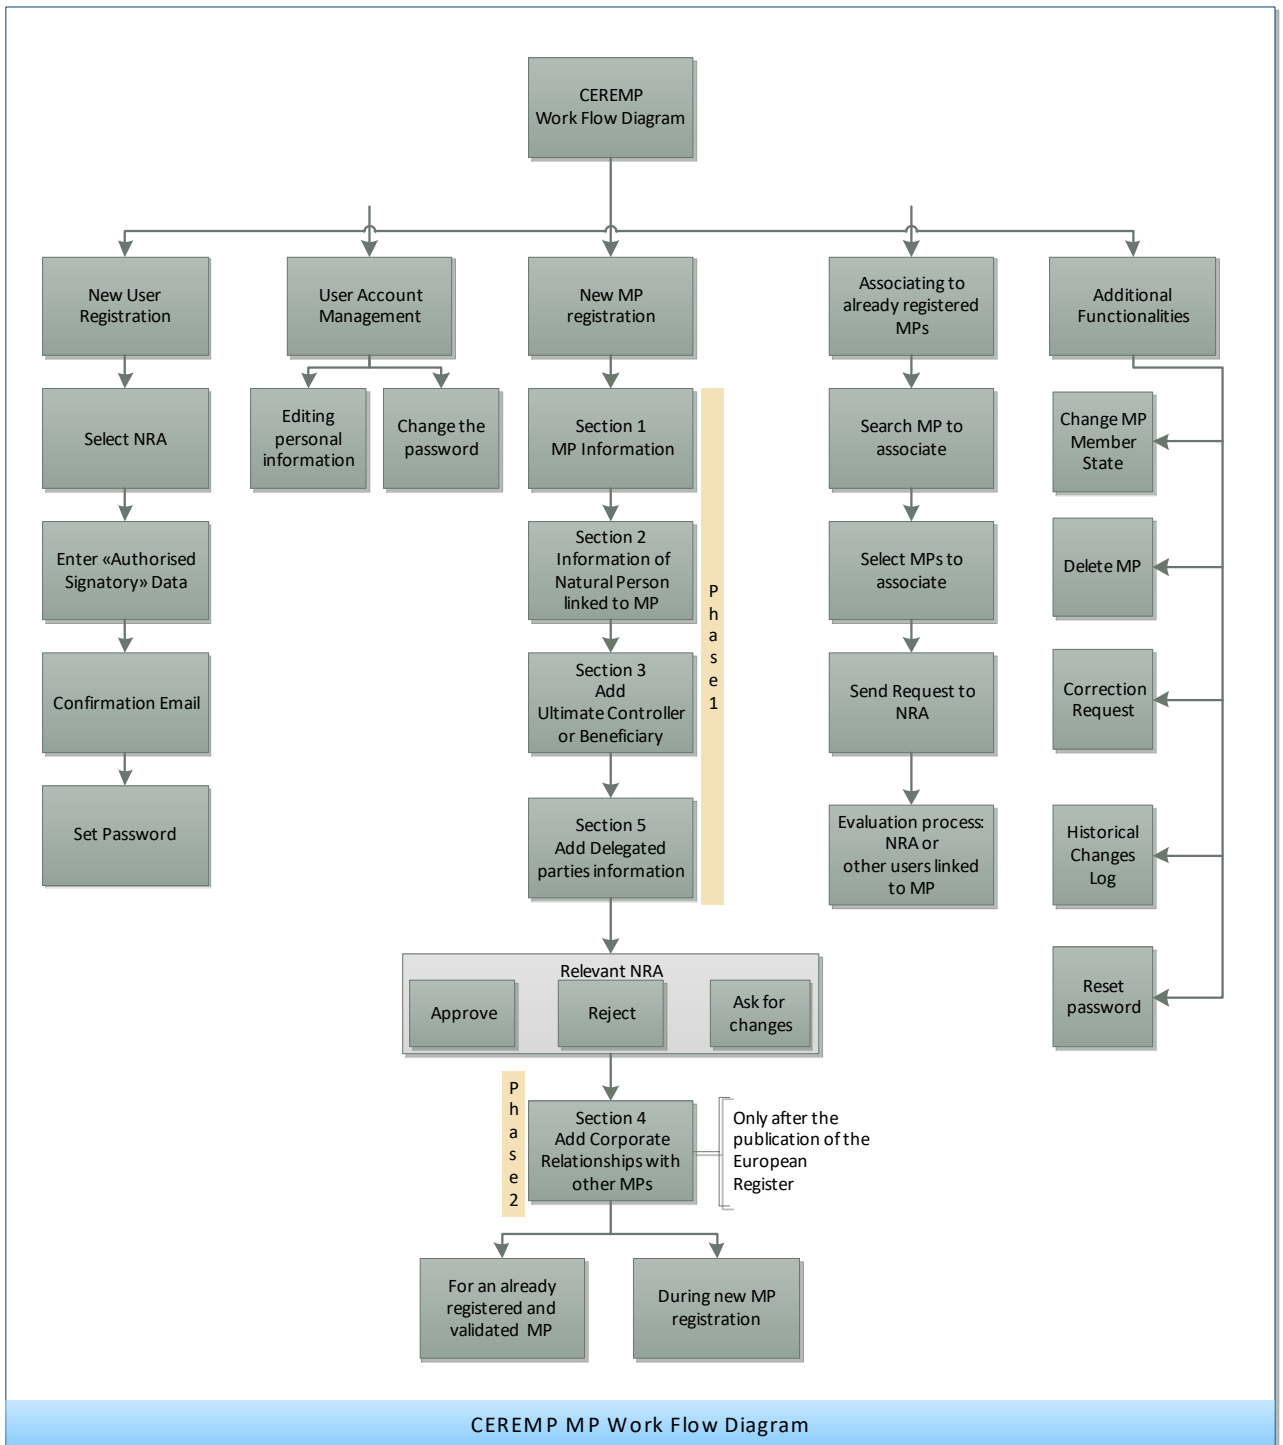 CEREMP
Work Flow Diagram
New User
Registration
User Account
Management
New MP
registration
Associating to
already registered
MPs
Additional
Functionalities
Select NRA
Editing
personal
information
Change the
password
Section 1
MP Information
Search MP to
associate
Change MP
Member
State
Enter «Authorised
Signatory» Data
Section 2
Information of
Natural Person
linked to MP
Select MPs to
associate
Delete MP
Phase 1
Confirmation Email
Section 3
Add
Ultimate Controller
or Beneficiary
Send Request to
NRA
Correction
Request
Set Password
Section 5
Add Delegated
parties information
Evaluation process:
NRA or
other users linked
to MP
Historical
Changes
Log
Relevant NRA
Approve
Reject
Ask for
changes
Reset
password
Phase 2
Section 4
Add Corporate
Relationships with
other MPs
Only after the
publication of the
European
Register
For an already
registered and
validated MP
During new MP
registration
CEREMP MP Work Flow Diagram